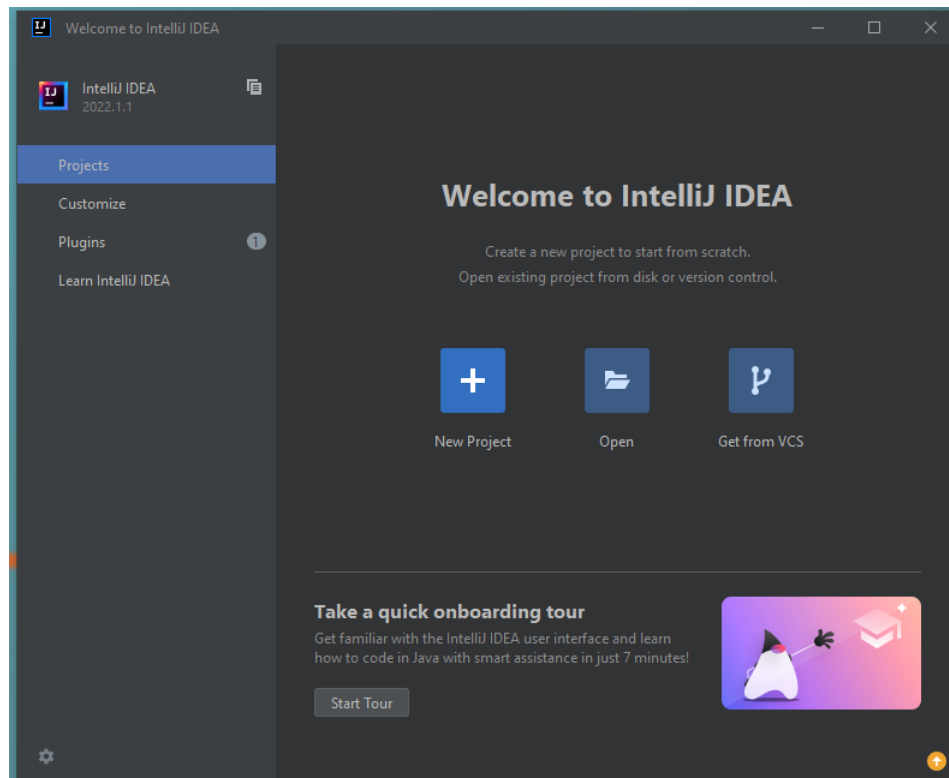 Welcome to IntelliJ IDEA
IntelliJ IDEA
2022.1.1
Projects
Customize
Plugins 1
Learn IntelliJ IDEA
Welcome to IntelliJ IDEA
Create a new project to start from scratch.
Open existing project from disk or version control.
New Project Open Get from VCS
Take a quick onboarding tour
Get familiar with the IntelliJ IDEA user interface and learn
how to code in Java with smart assistance in just 7 minutes!
Start Tour